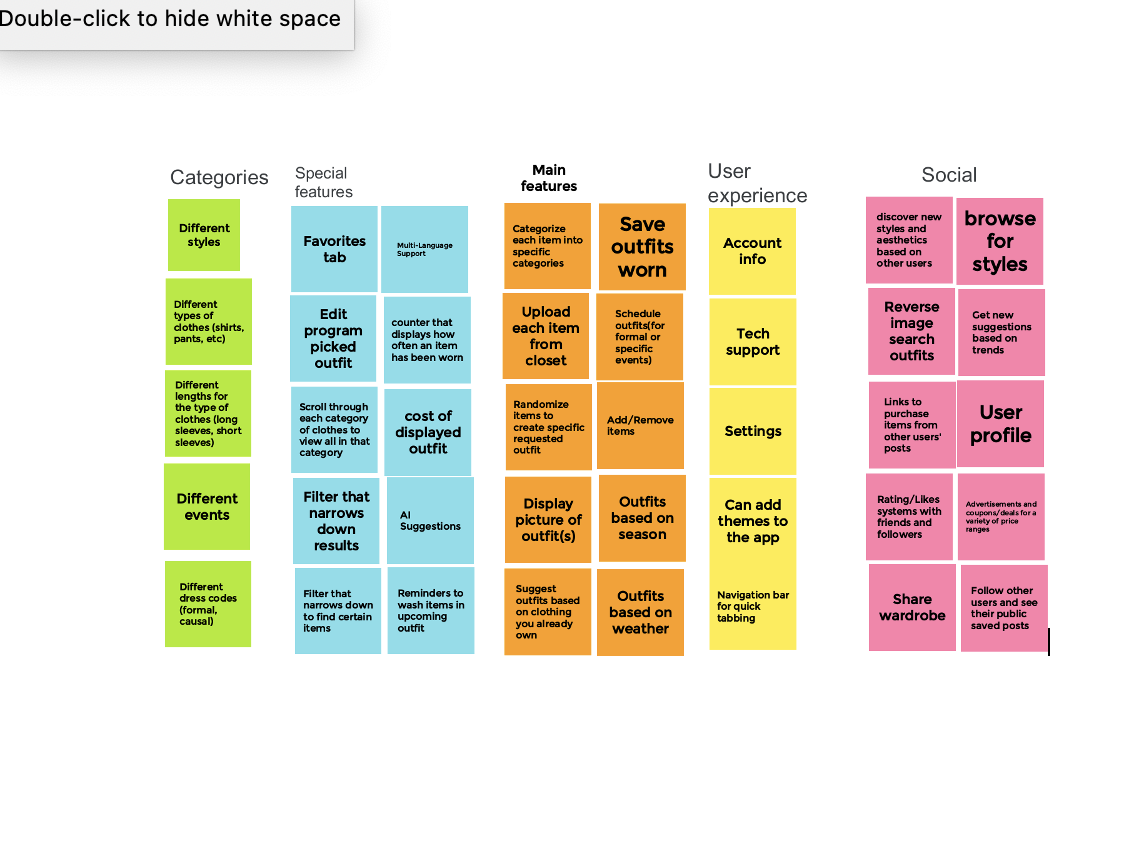 Double-click to hide white space
Categories
Different
styles
Different
types of
clothes (shirts,
pants, etc)
Different
lengths for
the type of
clothes (long
sleeves, short
sleeves)
Different
events
Different
dress codes
(formal,
causal)
Special
features
Favorites
tab
Multi-Language
Support
Edit
program
picked
outfit
counter that
displays how
often an item
has been worn
Scroll through
each category
of clothes to
view all in that
category
cost of
displayed
outfit
Filter that
narrows
down
results
AI
Suggestions
Filter that
narrows down
to find certain
items
Reminders to
wash items in
upcoming
outfit
Main
features
Categorize
each item into
specific
categories
Save
outfits
worn
Upload
each item
from
closet
Schedule
outfits(for
formal or
specific
events)
Randomize
items to
create specific
requested
outfit
Add/Remove
items
Display
picture of
outfit(s)
Outfits
based on
season
Suggest
outfits based
on clothing
you already
own
Outfits
based on
weather
User
experience
Account
info
Tech
support
Settings
Can add
themes to
the app
Navigation bar
for quick
tabbing
Social
discover new
styles and
aesthetics
based on
other users
browse
for
styles
Reverse
image
search
outfits
Get new
suggestions
based on
trends
Links to
purchase
items from
other users'
posts
User
profile
Rating/Likes
systems with
friends and
followers
Advertisements and
coupons/deals for a
variety of price
ranges
Share
wardrobe
Follow other
users and see
their public
saved posts